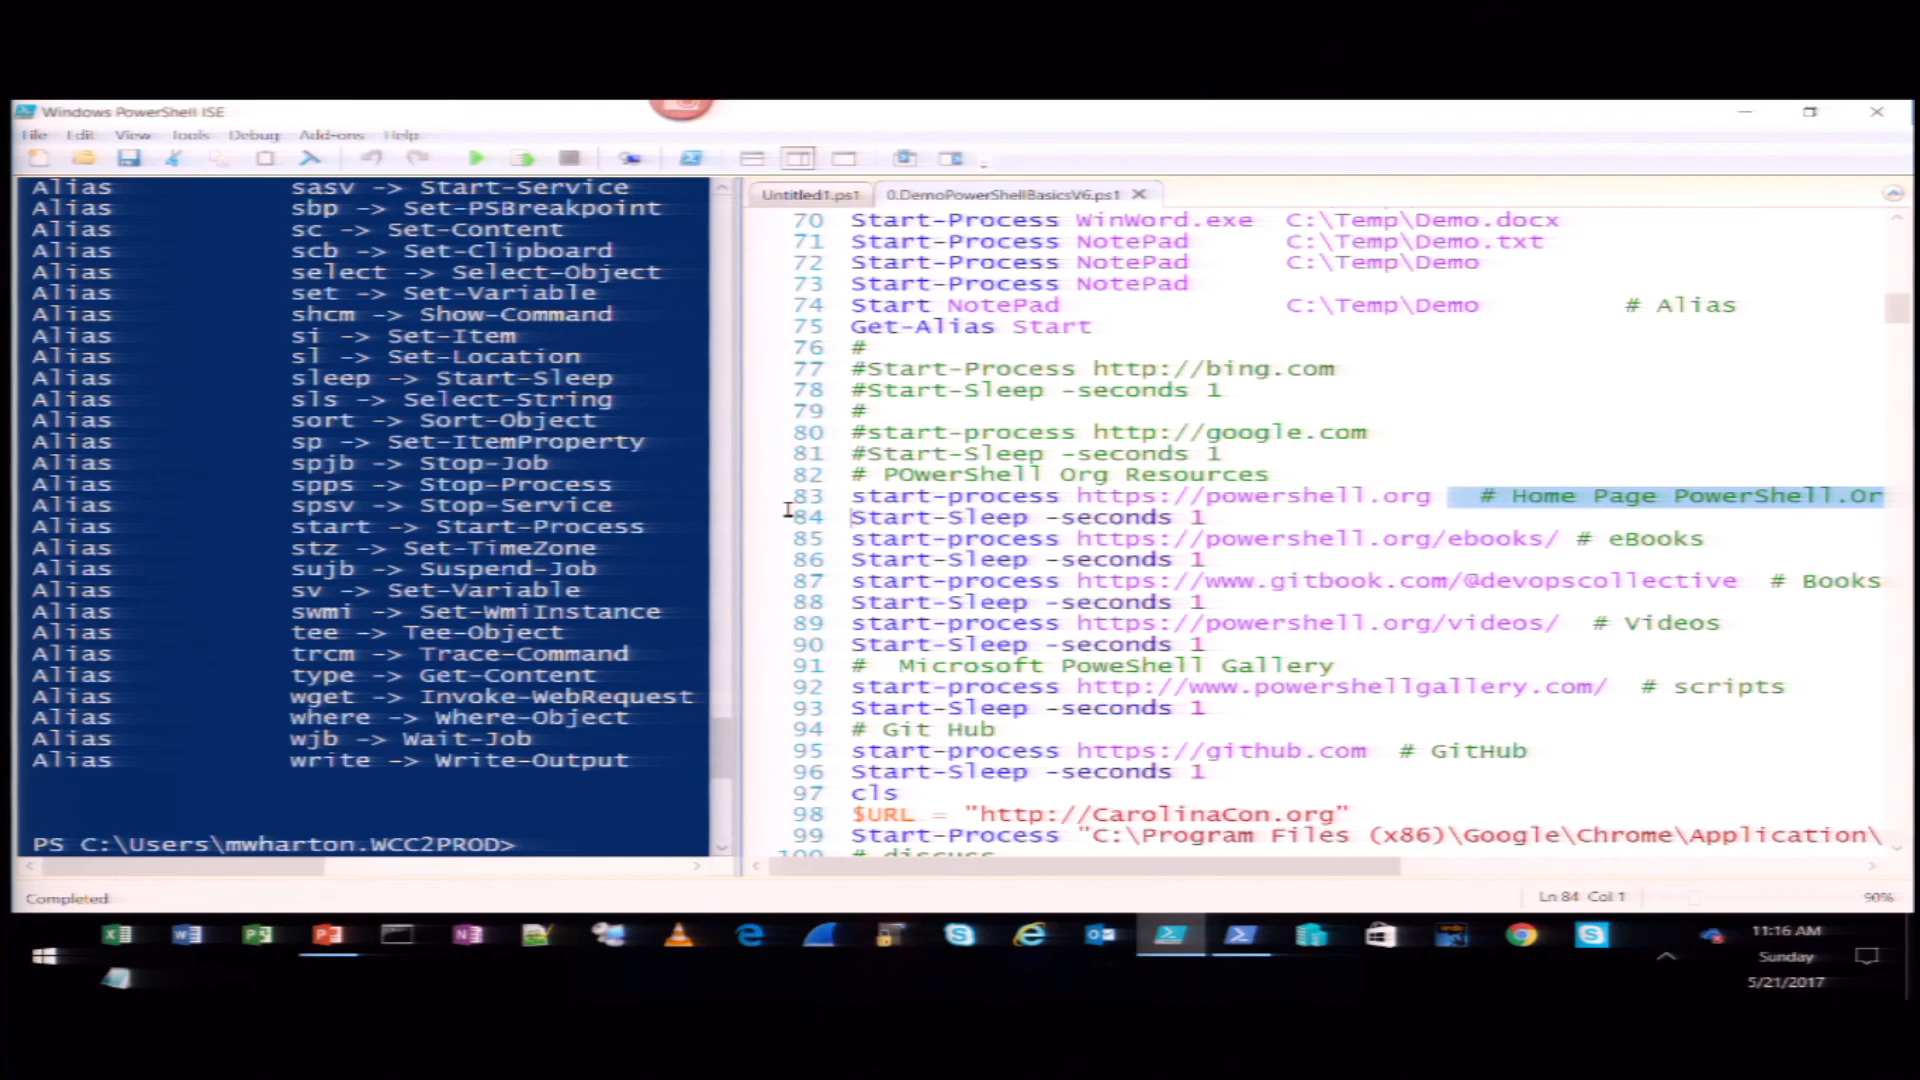 Windows PowerShell ISE
File Edit View Tools Debug Add-ons Help
Alias sasv -> Start-Service
Alias sbp -> Set-PSBreakpoint
Alias sc -> Set-Content
Alias scb -> Set-Clipboard
Alias select -> Select-Object
Alias set -> Set-Variable
Alias shcm -> Show-Command
Alias si -> Set-Item
Alias sl -> Set-Location
Alias sleep -> Start-Sleep
Alias sls -> Select-String
Alias sort -> Sort-Object
Alias sp -> Set-ItemProperty
Alias spjb -> Stop-Job
Alias spps -> Stop-Process
Alias spsv -> Stop-Service
Alias start -> Start-Process
Alias stz -> Set-TimeZone
Alias sujb -> Suspend-Job
Alias sv -> Set-Variable
Alias swmi -> Set-WmiInstance
Alias tee -> Tee-Object
Alias trcm -> Trace-Command
Alias type -> Get-Content
Alias wget -> Invoke-WebRequest
Alias where -> Where-Object
Alias wjb -> Wait-Job
Alias write -> Write-Output
PS C:\Users\mwharton.WCC2PROD>
Untitled1.ps1 0.DemoPowerShellBasicsV6.ps1
70 Start-Process WinWord.exe C:\Temp\Demo.docx
71 Start-Process NotePad C:\Temp\Demo.txt
72 Start-Process NotePad C:\Temp\Demo
73 Start-Process NotePad
74 Start NotePad C:\Temp\Demo # Alias
75 Get-Alias Start
76 #
77 #Start-Process http://bing.com
78 #Start-Sleep -seconds 1
79 #
80 #start-process http://google.com
81 #Start-Sleep -seconds 1
82 # POwerShell Org Resources
83 start-process https://powershell.org # Home Page PowerShell.Or
84 Start-Sleep -seconds 1
85 start-process https://powershell.org/ebooks/ # eBooks
86 Start-Sleep -seconds 1
87 start-process https://www.gitbook.com/@devopscollective # Books
88 Start-Sleep -seconds 1
89 start-process https://powershell.org/videos/ # Videos
90 Start-Sleep -seconds 1
91 # Microsoft PoweShell Gallery
92 start-process http://www.powershellgallery.com/ # scripts
93 Start-Sleep -seconds 1
94 # Git Hub
95 start-process https://github.com # GitHub
96 Start-Sleep -seconds 1
97 cls
98 $URL = "http://CarolinaCon.org"
99 Start-Process "C:\Program Files (x86)\Google\Chrome\Application\
100 # discuss
Completed
Ln 84 Col 1
90%
11:16 AM
Sunday
5/21/2017